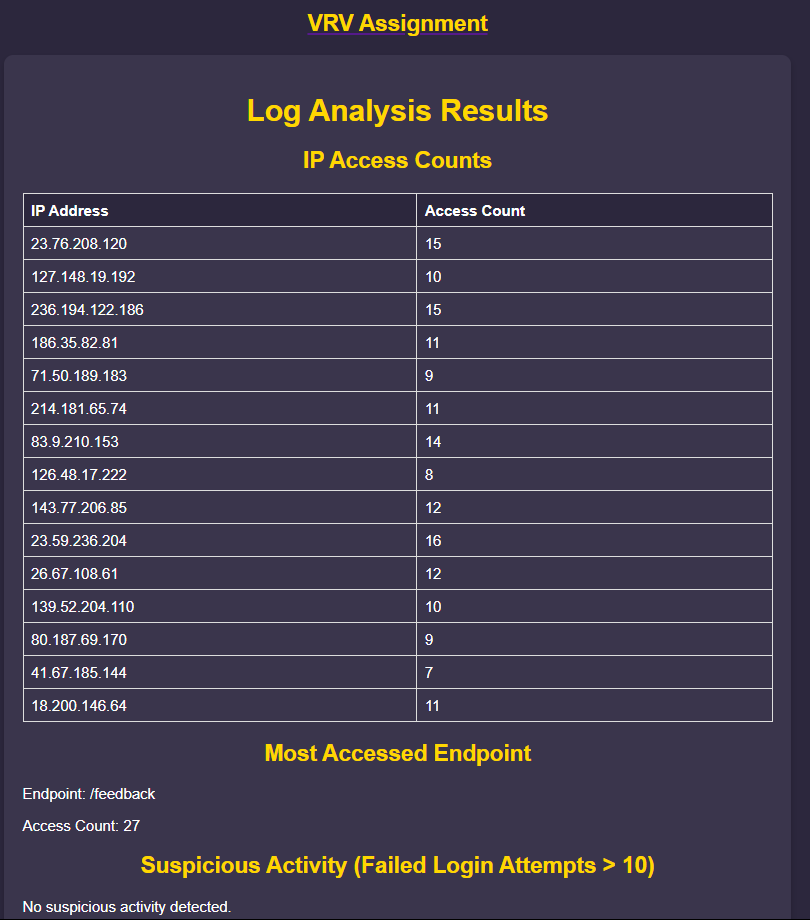 VRV Assignment
Log Analysis Results
IP Access Counts
IP Address Access Count
23.76.208.120 15
127.148.19.192 10
236.194.122.186 15
186.35.82.81 11
71.50.189.183 9
214.181.65.74 11
83.9.210.153 14
126.48.17.222 8
143.77.206.85 12
23.59.236.204 16
26.67.108.61 12
139.52.204.110 10
80.187.69.170 9
41.67.185.144 7
18.200.146.64 11
Most Accessed Endpoint
Endpoint: /feedback
Access Count: 27
Suspicious Activity (Failed Login Attempts > 10)
No suspicious activity detected.